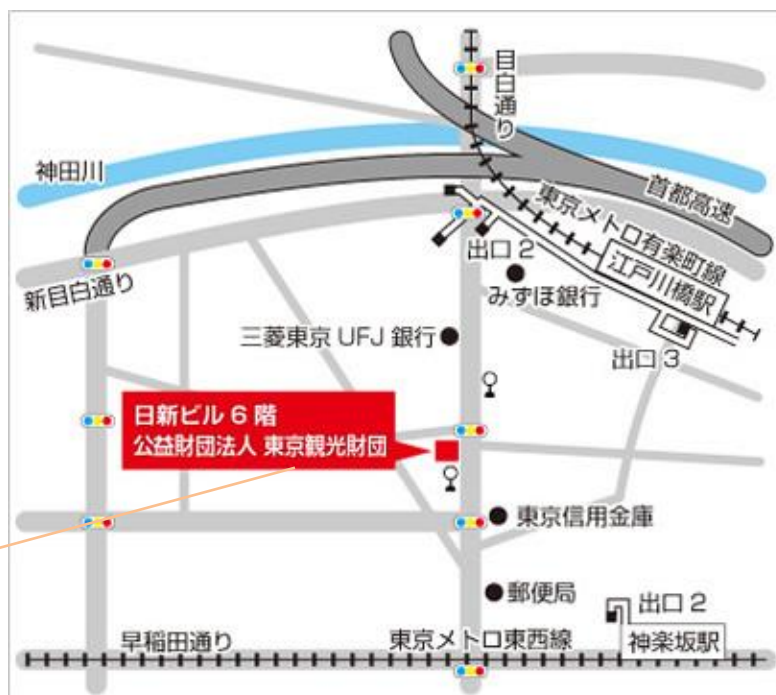 目白通り
神田川
首都高速
東京メトロ有楽町線
江戸川橋駅
出口2
新目白通り
みずほ銀行
三菱東京UFJ銀行
出口3
日新ビル6階
公益財団法人 東京観光財団
東京信用金庫
郵便局
出口2
早稲田通り
東京メトロ東西線
神楽坂駅